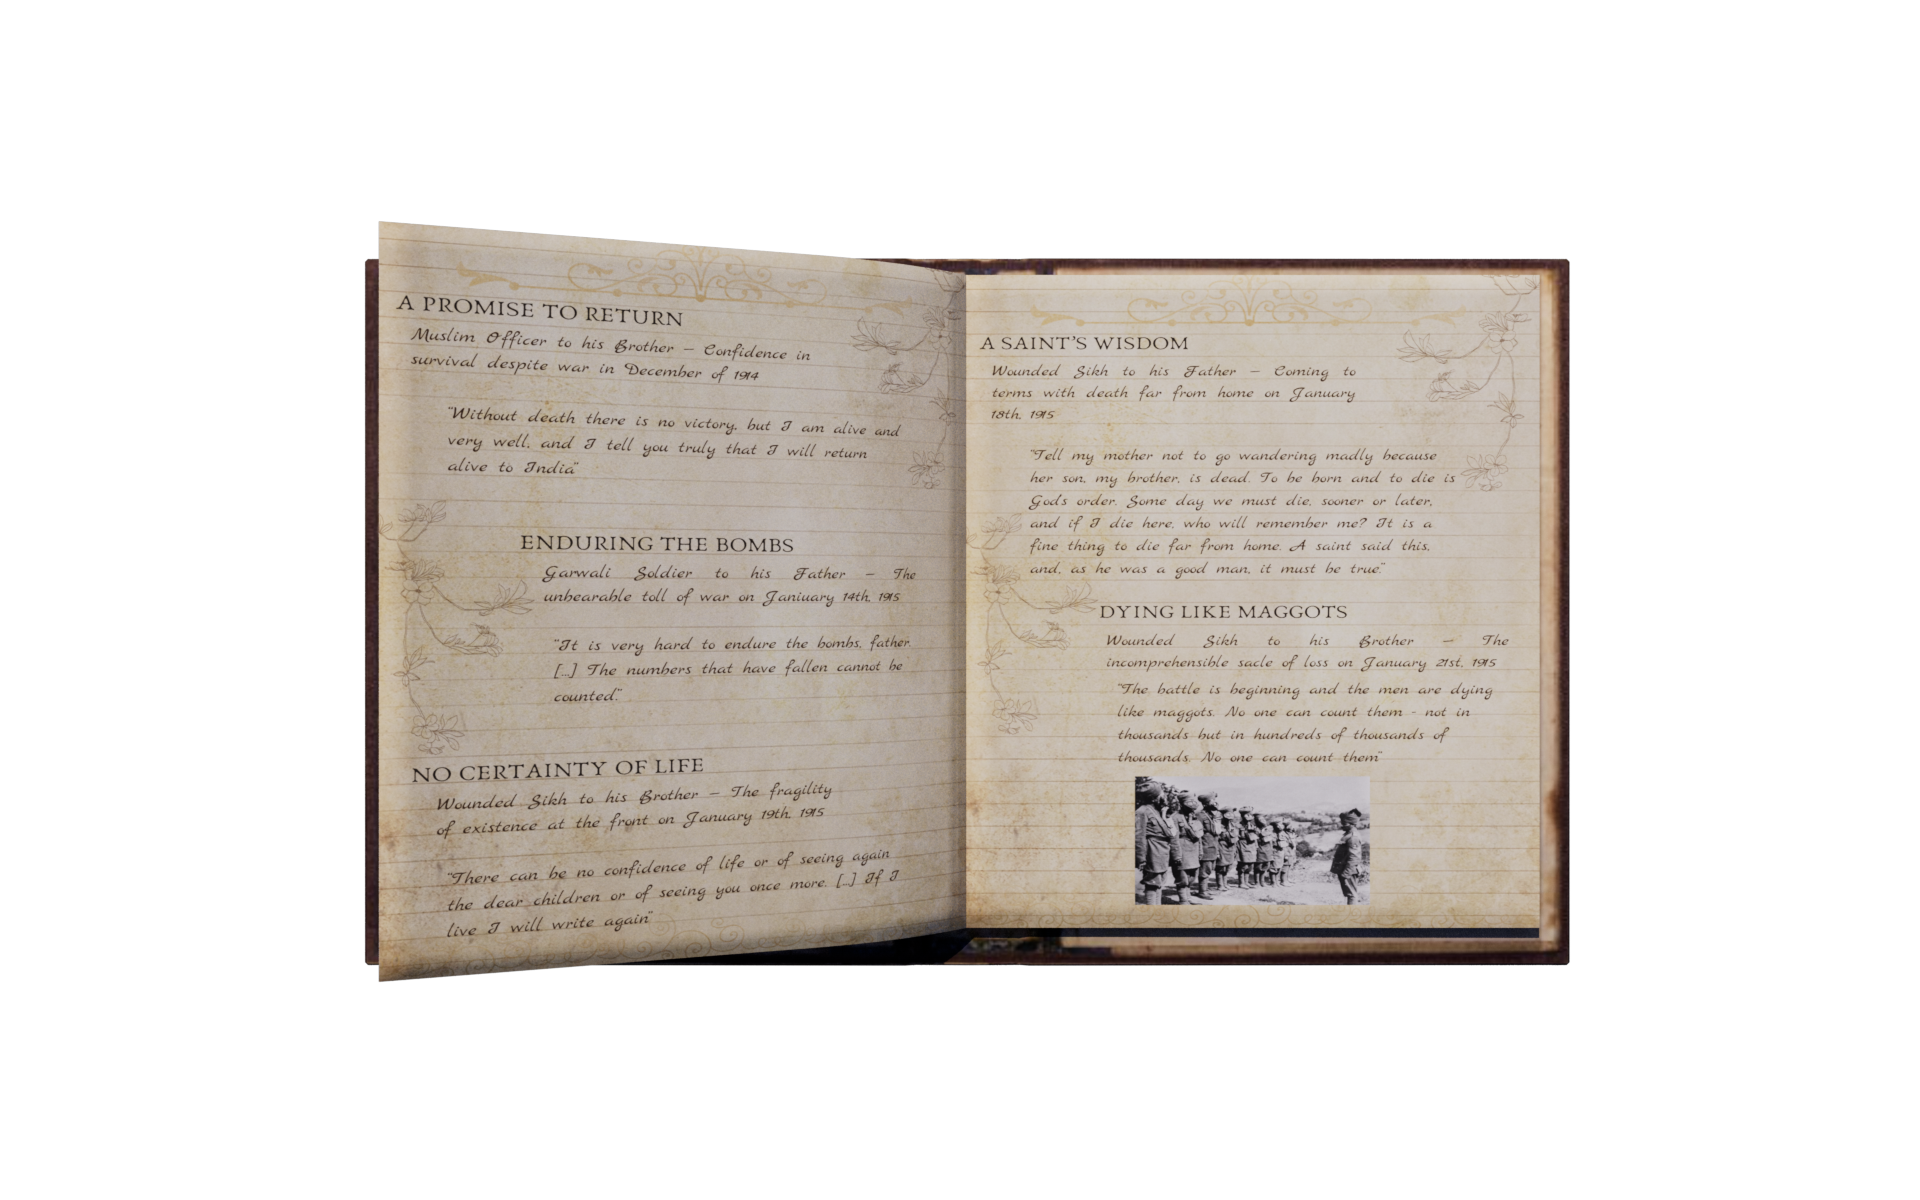 A PROMISE TO RETURN
Muslim Officer to his Brother – Confidence in
survival despite war in December of 1914
"Without death there is no victory, but I am alive and
very well, and I tell you truly that I will return
alive to India"
ENDURING THE BOMBS
Garwali Soldier to his Father – The
unbearable toll of war on Janiuary 14th, 1915
"It is very hard to endure the bombs, father.
[...] The numbers that have fallen cannot be
counted."
NO CERTAINTY OF LIFE
Wounded Sikh to his Brother – The fragility
of existence at the front on January 19th, 1915
"There can be no confidence of life or of seeing again
the dear children or of seeing you once more. [...] If I
live I will write again"
A SAINT'S WISDOM
Wounded Sikh to his Father – Coming to
terms with death far from home on January
18th, 1915
"Tell my mother not to go wandering madly because
her son, my brother, is dead. To be born and to die is
God's order. Some day we must die, sooner or later,
and if I die here, who will remember me? It is a
fine thing to die far from home. A saint said this,
and, as he was a good man, it must be true."
DYING LIKE MAGGOTS
Wounded Sikh to his Brother – The
incomprehensible sacle of loss on January 21st, 1915
"The battle is beginning and the men are dying
like maggots. No one can count them - not in
thousands but in hundreds of thousands of
thousands. No one can count them"